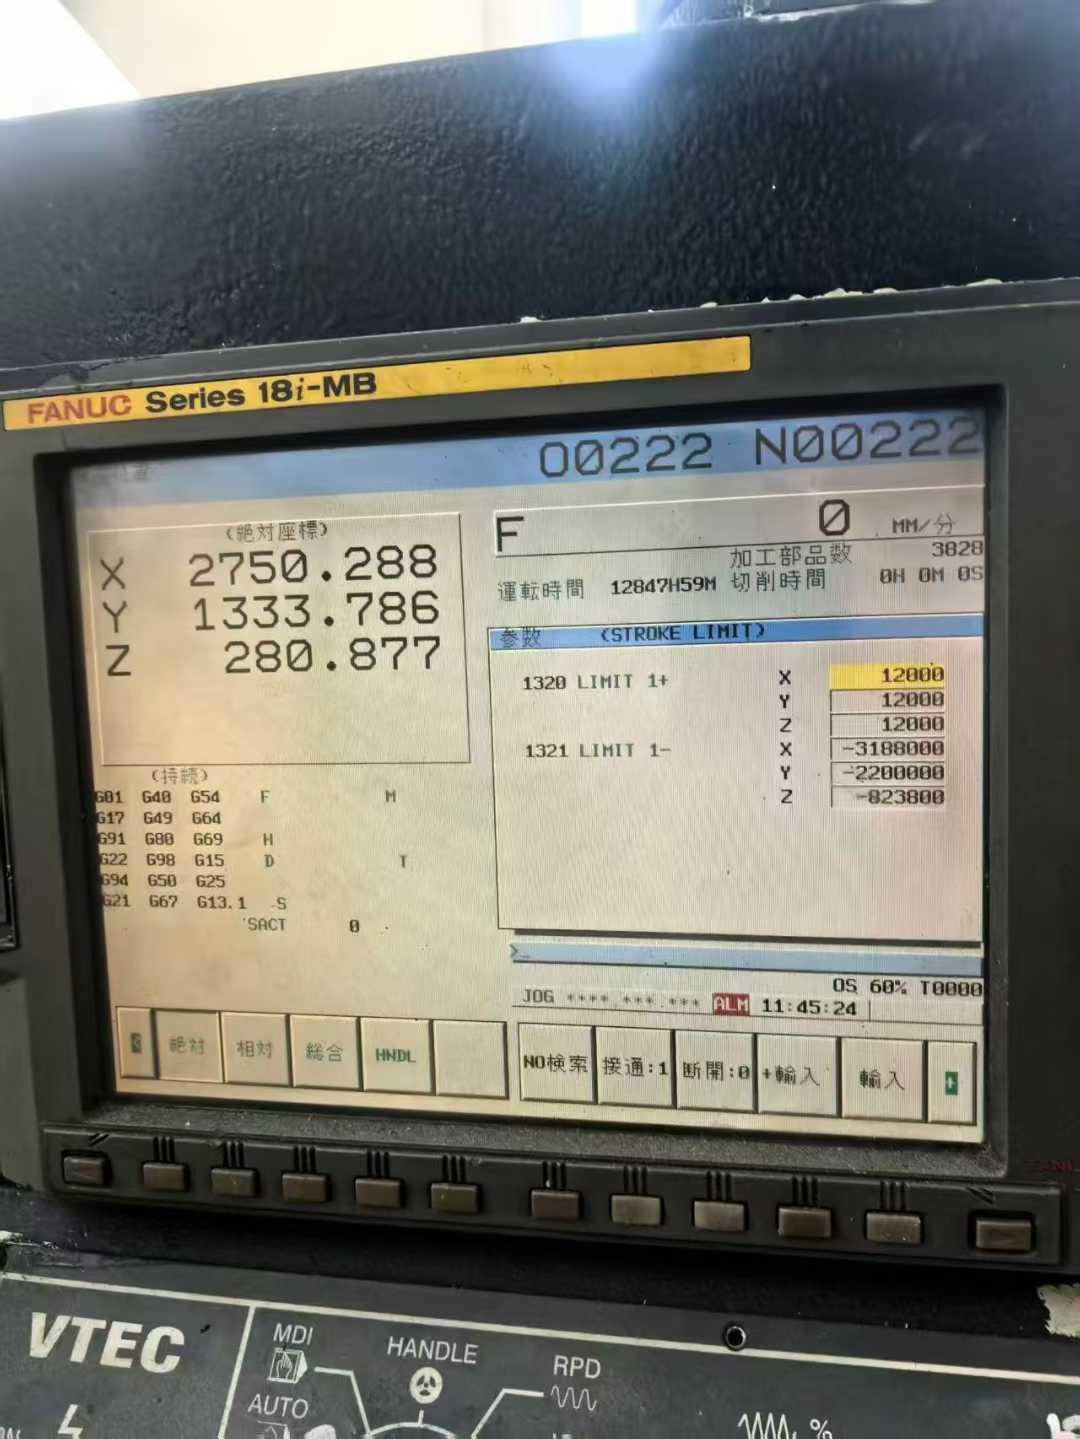 FANUC Series 18i-MB
O00222 N00222
(絶対座標)
X 2750.288
Y 1333.786
Z 280.877
F 0 MM/分
加工部品数 3828
運転時間 12847H59M 切削時間 0H 0M 0S
参数 (STROKE LIMIT)
1320 LIMIT 1+ X 12000
Y 12000
Z 12000
1321 LIMIT 1- X -3188000
Y -2200000
Z -823800
(持続)
G01 G40 G54 F M
G17 G49 G64
G91 G80 G69 H
G22 G98 G15 D T
G94 G50 G25
G21 G67 G13.1 S
SACT 0
>_
OS 60% T0000
JOG **** *** *** ALM 11:45:24
< 絶対 相対 総合 HNDL
NO検索 接通:1 断開:0 +輸入 輸入 +
VTEC
MDI
HANDLE
RPD
AUTO
%